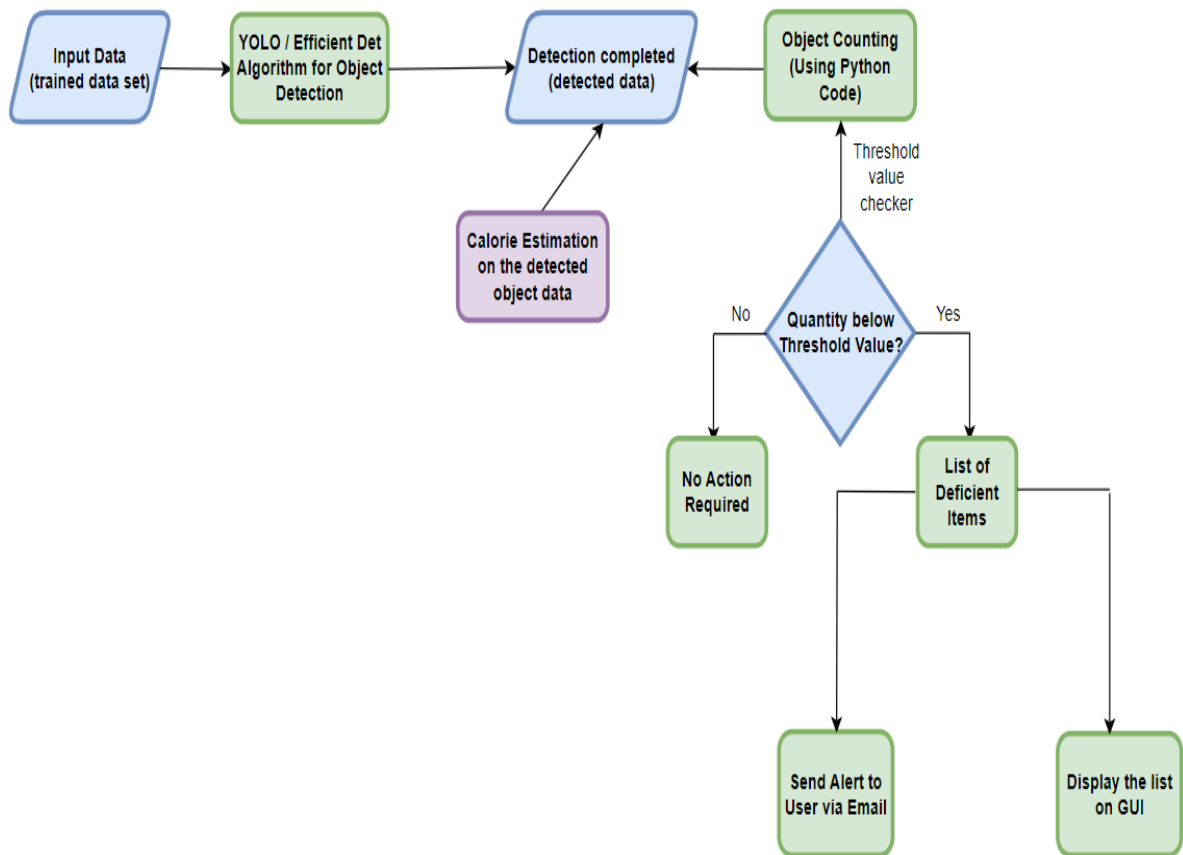 Input Data
(trained data set)
YOLO / Efficient Det
Algorithm for Object
Detection
Detection completed
(detected data)
Object Counting
(Using Python
Code)
Threshold
value
checker
Calorie Estimation
on the detected
object data
No
Quantity below
Threshold Value?
Yes
No Action
Required
List of
Deficient
Items
Send Alert to
User via Email
Display the list
on GUI